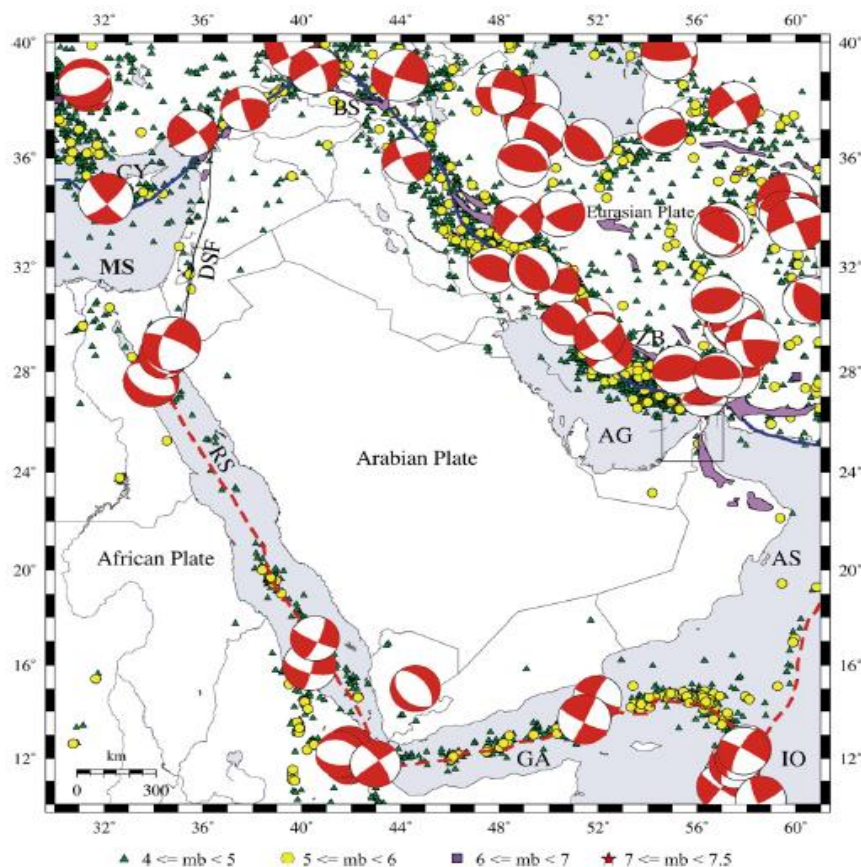 32° 36° 40° 44° 48° 52° 56° 60°
40° 40°
BS
36° 36°
CY
Eurasian Plate
32° MS DSF 32°
ZB
28° 28°
AG
RS
24° Arabian Plate 24°
African Plate AS
20° 20°
16° 16°
km
12° 0 300 GA IO 12°
32° 36° 40° 44° 48° 52° 56° 60°
4 <= mb < 5 5 <= mb < 6 6 <= mb < 7 7 <= mb < 7.5